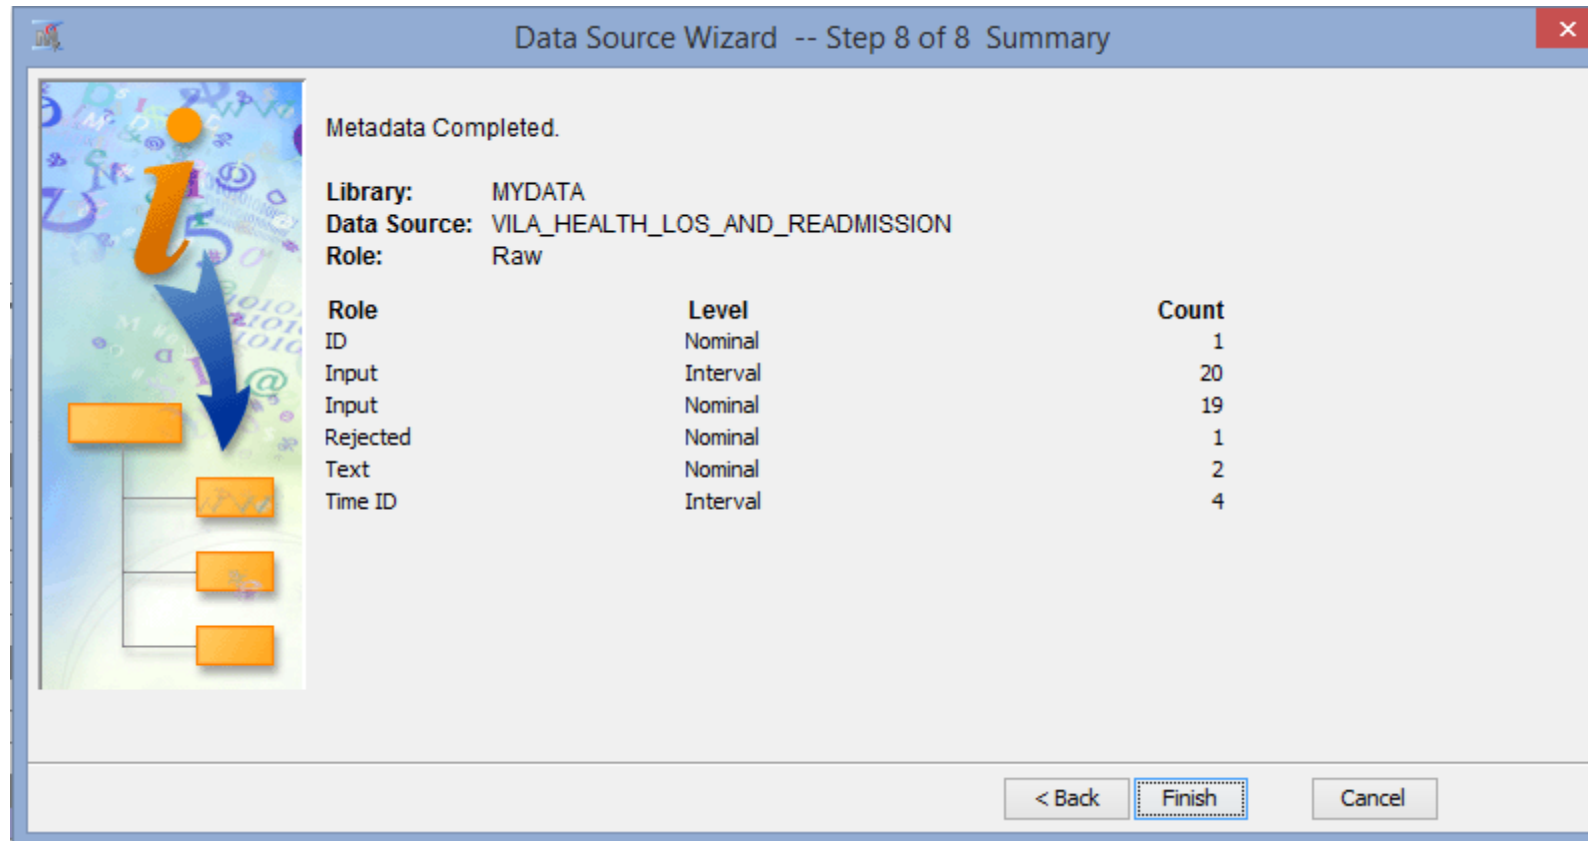 Data Source Wizard -- Step 8 of 8 Summary
Metadata Completed.
Library: MYDATA
Data Source: VILA_HEALTH_LOS_AND_READMISSION
Role: Raw
Role Level Count
ID Nominal 1
Input Interval 20
Input Nominal 19
Rejected Nominal 1
Text Nominal 2
Time ID Interval 4
< Back Finish Cancel